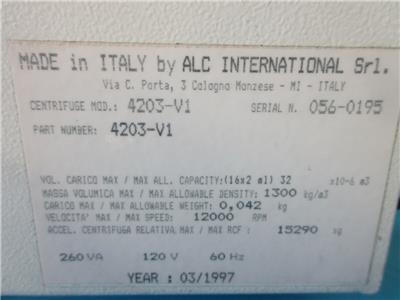 MADE in ITALY by ALC INTERNATIONAL Srl.
Via C. Porta, 3 Cologno Monzese - MI - ITALY
CENTRIFUGE MOD.: 4203-V1 SERIAL N. 056-0195
PART NUMBER: 4203-V1
VOL. CARICO MAX / MAX ALL. CAPACITY:(16x2 ml) 32 x10-6 m3
MASSA VOLUMICA MAX / MAX ALLOWABLE DENSITY: 1300 kg/m3
CARICO MAX / MAX ALLOWABLE WEIGHT: 0,042 kg
VELOCITA' MAX / MAX SPEED: 12000 RPM
ACCEL. CENTRIFUGA RELATIVA MAX / MAX RCF : 15290 xg
260 VA 120 V 60 Hz
YEAR : 03/1997